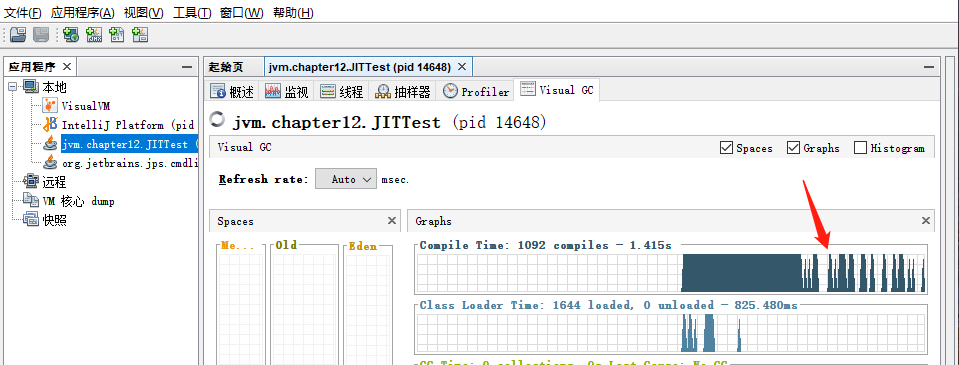 文件(F) 应用程序(A) 视图(V) 工具(T) 窗口(W) 帮助(H)
应用程序
本地
VisualVM
IntelliJ Platform (pid
jvm.chapter12.JITTest (
org.jetbrains.jps.cmdli
远程
VM 核心 dump
快照
起始页 jvm.chapter12.JITTest (pid 14648)
概述 监视 线程 抽样器 Profiler Visual GC
jvm.chapter12.JITTest (pid 14648)
Visual GC Spaces Graphs Histogram
Refresh rate: Auto msec.
Spaces
Me... Old Eden
Graphs
Compile Time: 1092 compiles - 1.415s
Class Loader Time: 1644 loaded, 0 unloaded - 825.480ms